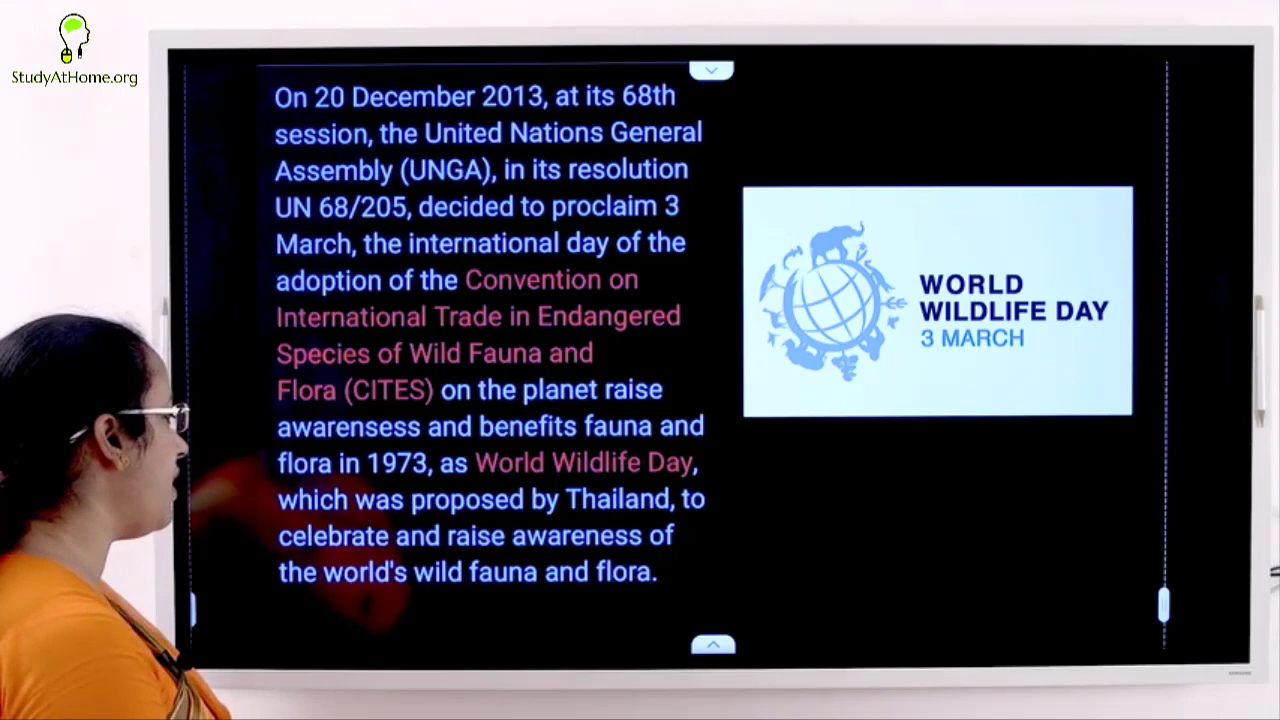 StudyAtHome.org
On 20 December 2013, at its 68th
session, the United Nations General
Assembly (UNGA), in its resolution
UN 68/205, decided to proclaim 3
March, the international day of the
adoption of the Convention on
International Trade in Endangered
Species of Wild Fauna and
Flora (CITES) on the planet raise
awarensess and benefits fauna and
flora in 1973, as World Wildlife Day,
which was proposed by Thailand, to
celebrate and raise awareness of
the world's wild fauna and flora.
WORLD
WILDLIFE DAY
3 MARCH